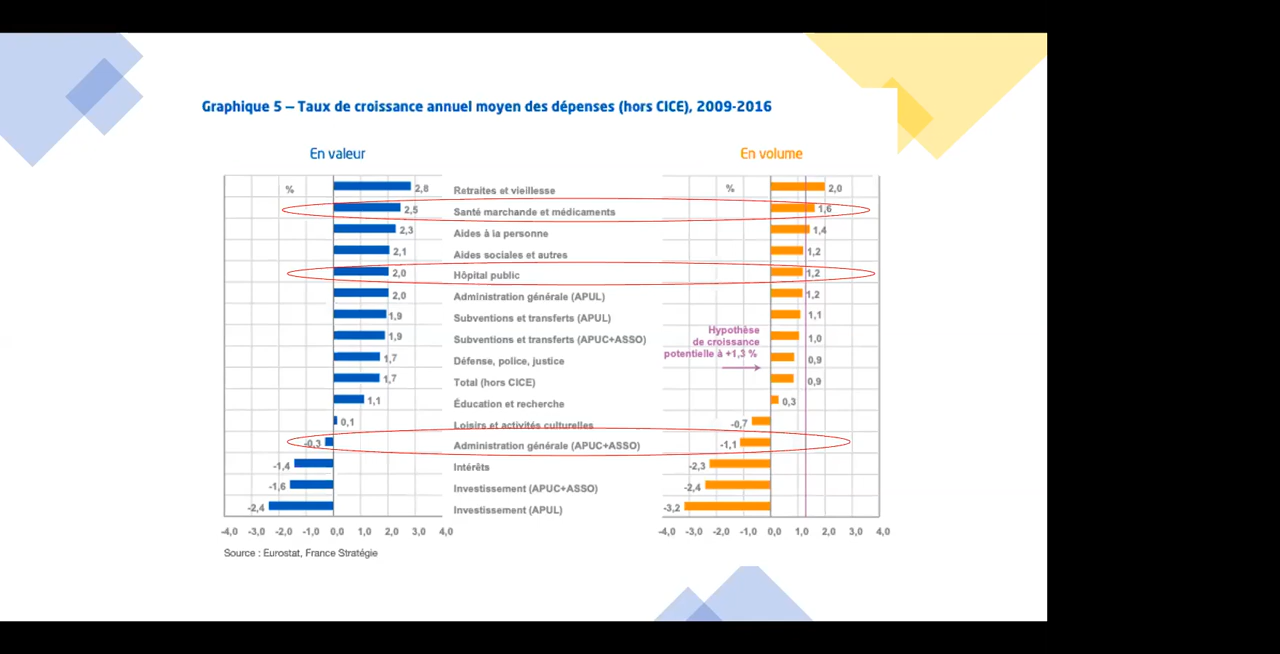 Graphique 5 – Taux de croissance annuel moyen des dépenses (hors CICE), 2009-2016
En valeur
En volume
% 2,8 Retraites et vieillesse % 2,0
2,5 Santé marchande et médicaments 1,6
2,3 Aides à la personne 1,4
2,1 Aides sociales et autres 1,2
2,0 Hôpital public 1,2
2,0 Administration générale (APUL) 1,2
1,9 Subventions et transferts (APUL) 1,1
1,9 Subventions et transferts (APUC+ASSO) 1,0
1,7 Défense, police, justice 0,9
1,7 Total (hors CICE) 0,9
1,1 Éducation et recherche 0,3
0,1 Loisirs et activités culturelles -0,7
-0,3 Administration générale (APUC+ASSO) -1,1
-1,4 Intérêts -2,3
-1,6 Investissement (APUC+ASSO) -2,4
-2,4 Investissement (APUL) -3,2
Hypothèse
de croissance
potentielle à +1,3 %
-4,0 -3,0 -2,0 -1,0 0,0 1,0 2,0 3,0 4,0
-4,0 -3,0 -2,0 -1,0 0,0 1,0 2,0 3,0 4,0
Source : Eurostat, France Stratégie